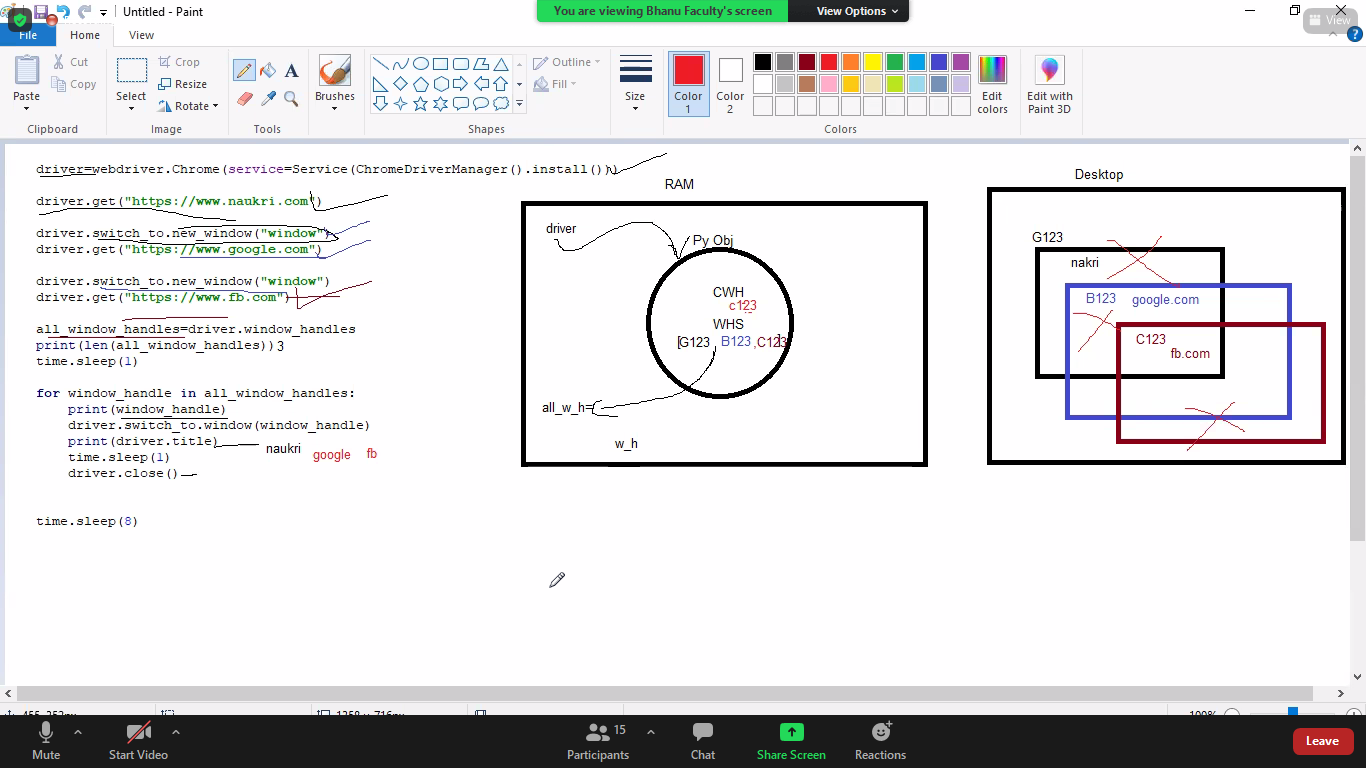 Untitled - Paint
You are viewing Bhanu Faculty's screen
View Options
View
File
Home
View
Paste
Cut
Copy
Clipboard
Select
Crop
Resize
Rotate
Image
A
Tools
Brushes
Outline
Fill
Shapes
Size
Color
1
Color
2
Colors
Edit
colors
Edit with
Paint 3D
driver=webdriver.Chrome(service=Service(ChromeDriverManager().install()))
driver.get("https://www.naukri.com")
driver.switch_to.new_window("window")
driver.get("https://www.google.com")
driver.switch_to.new_window("window")
driver.get("https://www.fb.com")
all_window_handles=driver.window_handles
print(len(all_window_handles))3
time.sleep(1)
for window_handle in all_window_handles:
print(window_handle)
driver.switch_to.window(window_handle)
print(driver.title)
naukri
google
fb
time.sleep(1)
driver.close()
time.sleep(8)
RAM
driver
Py Obj
CWH
c123
WHS
[G123 B123 ,C123]
all_w_h=
w_h
Desktop
G123
nakri
B123 google.com
C123
fb.com
100%
Mute
Start Video
Participants
15
Chat
Share Screen
Reactions
Leave